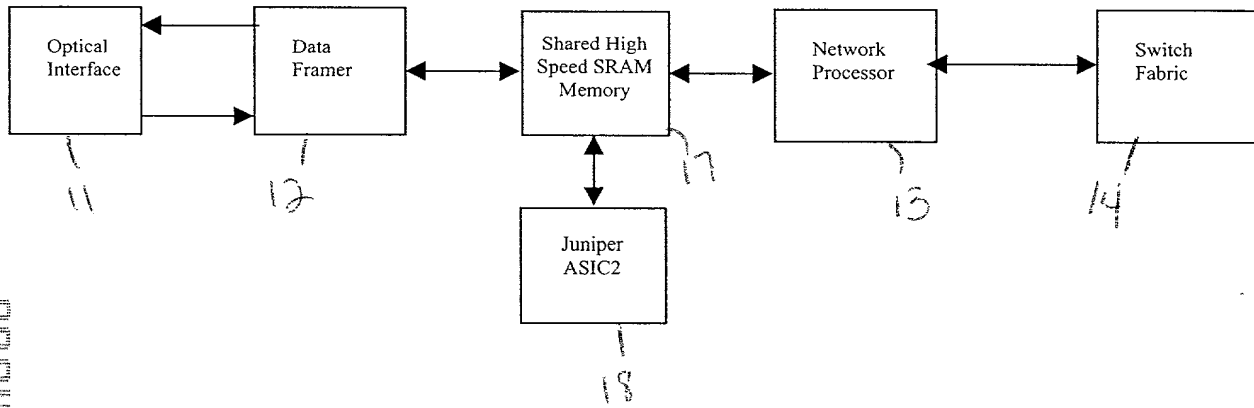 Optical
Interface
Data
Framer
Shared High
Speed SRAM
Memory
Network
Processor
Switch
Fabric
11
12
17
13
14
Juniper
ASIC2
18